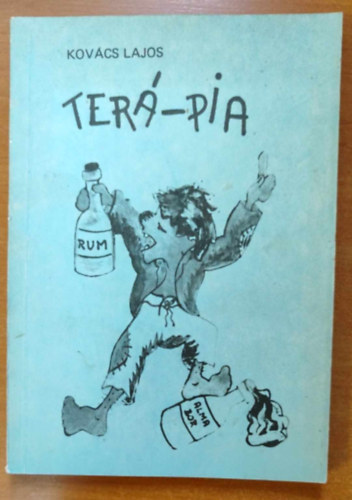 KOVÁCS LAJOS
TERÁ-PIA
RUM
ALMA
BOR